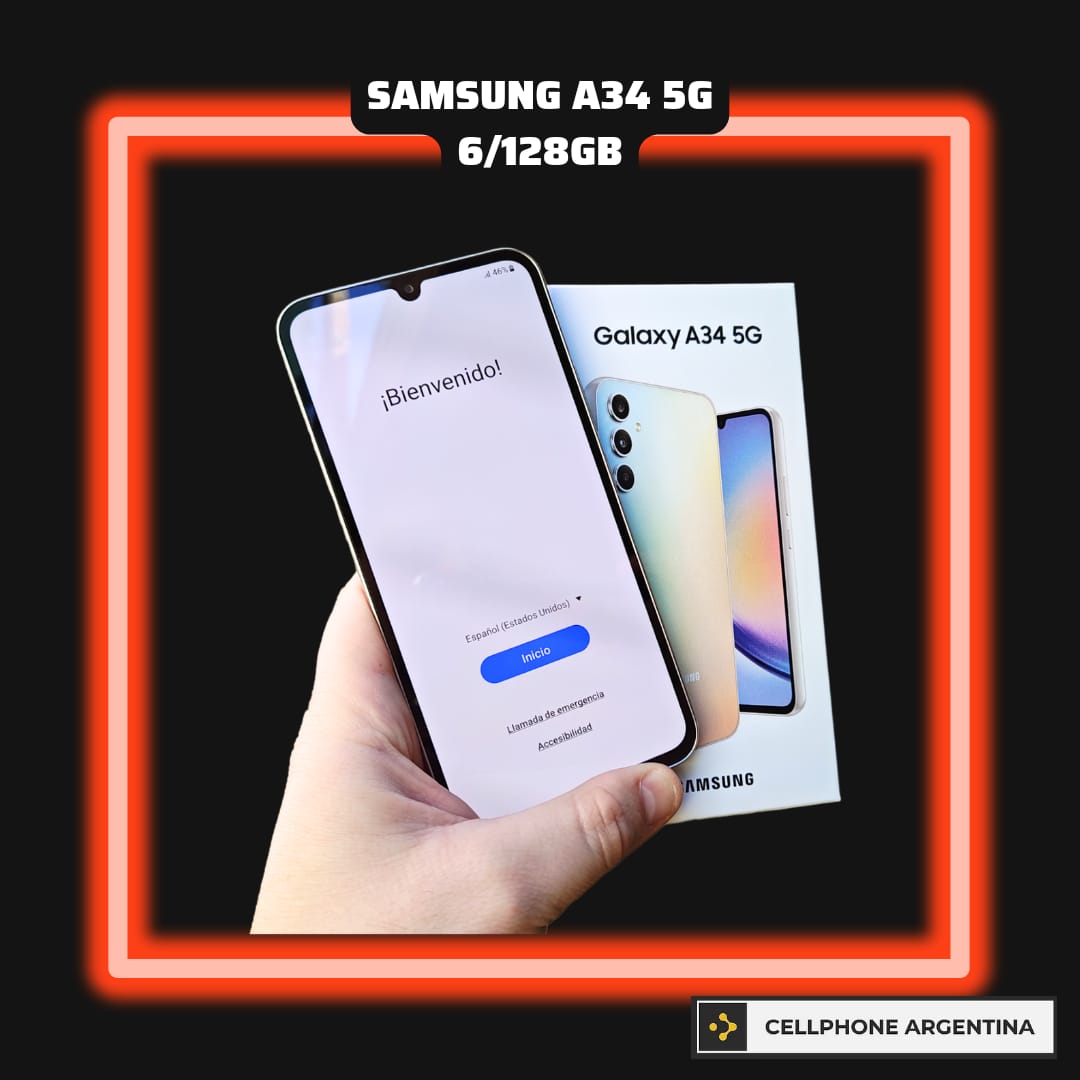 SAMSUNG A34 5G
6/128GB
46%
Galaxy A34 5G
¡Bienvenido!
Español (Estados Unidos)
Inicio
Llamada de emergencia
Accesibilidad
SAMSUNG
CELLPHONE ARGENTINA